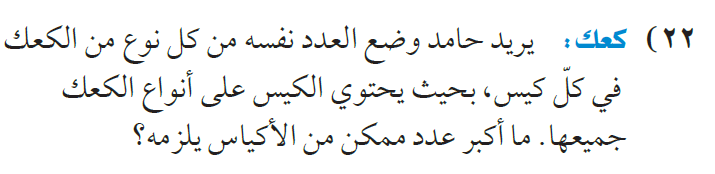 ٢٢) كعك: يريد حامد وضع العدد نفسه من كل نوع من الكعك
في كلّ كيس، بحيث يحتوي الكيس على أنواع الكعك
جميعها. ما أكبر عدد ممكن من الأكياس يلزمه؟